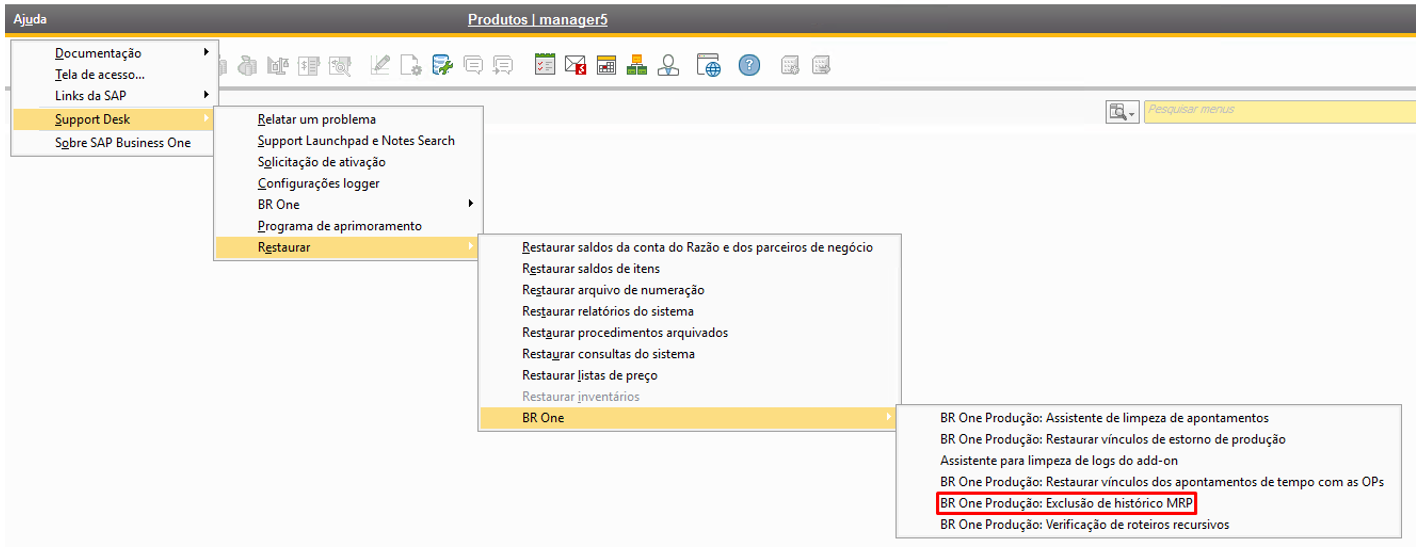 Ajuda
Produtos | manager5
Documentação
Tela de acesso...
Links da SAP
Support Desk
Sobre SAP Business One
Pesquisar menus
Relatar um problema
Support Launchpad e Notes Search
Solicitação de ativação
Configurações logger
BR One
Programa de aprimoramento
Restaurar
Restaurar saldos da conta do Razão e dos parceiros de negócio
Restaurar saldos de itens
Restaurar arquivo de numeração
Restaurar relatórios do sistema
Restaurar procedimentos arquivados
Restaurar consultas do sistema
Restaurar listas de preço
Restaurar inventários
BR One
BR One Produção: Assistente de limpeza de apontamentos
BR One Produção: Restaurar vínculos de estorno de produção
Assistente para limpeza de logs do add-on
BR One Produção: Restaurar vínculos dos apontamentos de tempo com as OPs
BR One Produção: Exclusão de histórico MRP
BR One Produção: Verificação de roteiros recursivos